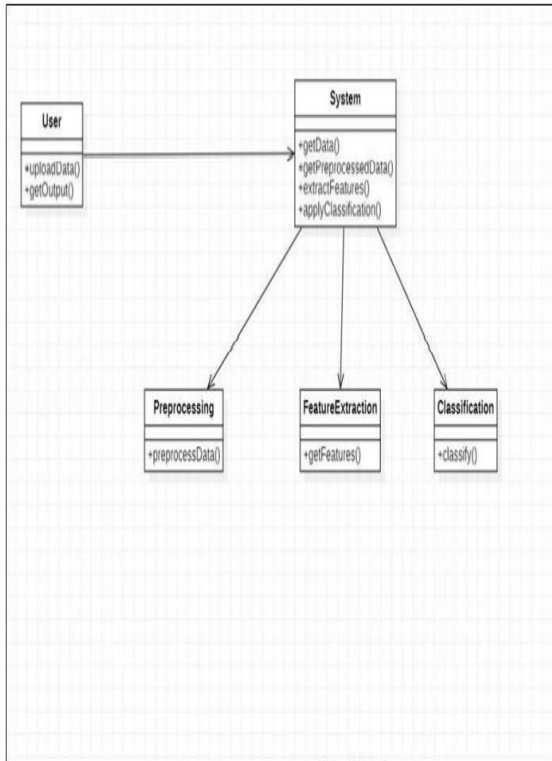 User
+uploadData()
+getOutput()
System
+getData()
+getPreprocessedData()
+extractFeatures()
+applyClassification()
Preprocessing
+preprocessData()
FeatureExtraction
+getFeatures()
Classification
+classify()